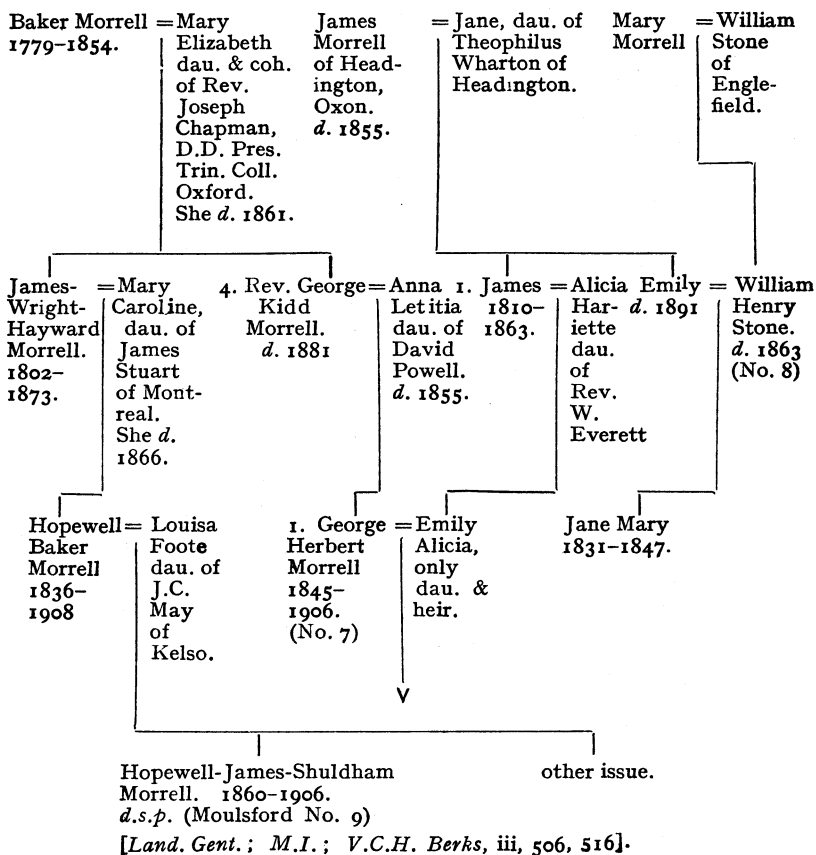 Baker Morrell = Mary
1779–1854.
Elizabeth
dau. & coh.
of Rev.
Joseph
Chapman,
D.D. Pres.
Trin. Coll.
Oxford.
She d. 1861.
James
Morrell
of Head-
ington,
Oxon.
d. 1855.
= Jane, dau. of
Theophilus
Wharton of
Headington.
Mary
Morrell
= William
Stone
of
Engle-
field.
James-
Wright-
Hayward
Morrell.
1802–
1873.
= Mary
Caroline,
dau. of
James
Stuart
of Mont-
real.
She d.
1866.
4. Rev. George
Kidd
Morrell.
d. 1881
= Anna
Letitia
dau. of
David
Powell.
d. 1855.
1. James
1810–
1863.
= Alicia
Har-
iette
dau.
of
Rev.
W.
Everett
Emily
d. 1891
= William
Henry
Stone.
d. 1863
(No. 8)
Hopewell
Baker
Morrell
1836–
1908
= Louisa
Foote
dau. of
J.C.
May
of
Kelso.
1. George
Herbert
Morrell
1845–
1906.
(No. 7)
= Emily
Alicia,
only
dau. &
heir.
Jane Mary
1831–1847.
Hopewell-James-Shuldham
Morrell. 1860–1906.
d.s.p. (Moulsford No. 9)
other issue.
[Land. Gent.; M.I.; V.C.H. Berks, iii, 506, 516].